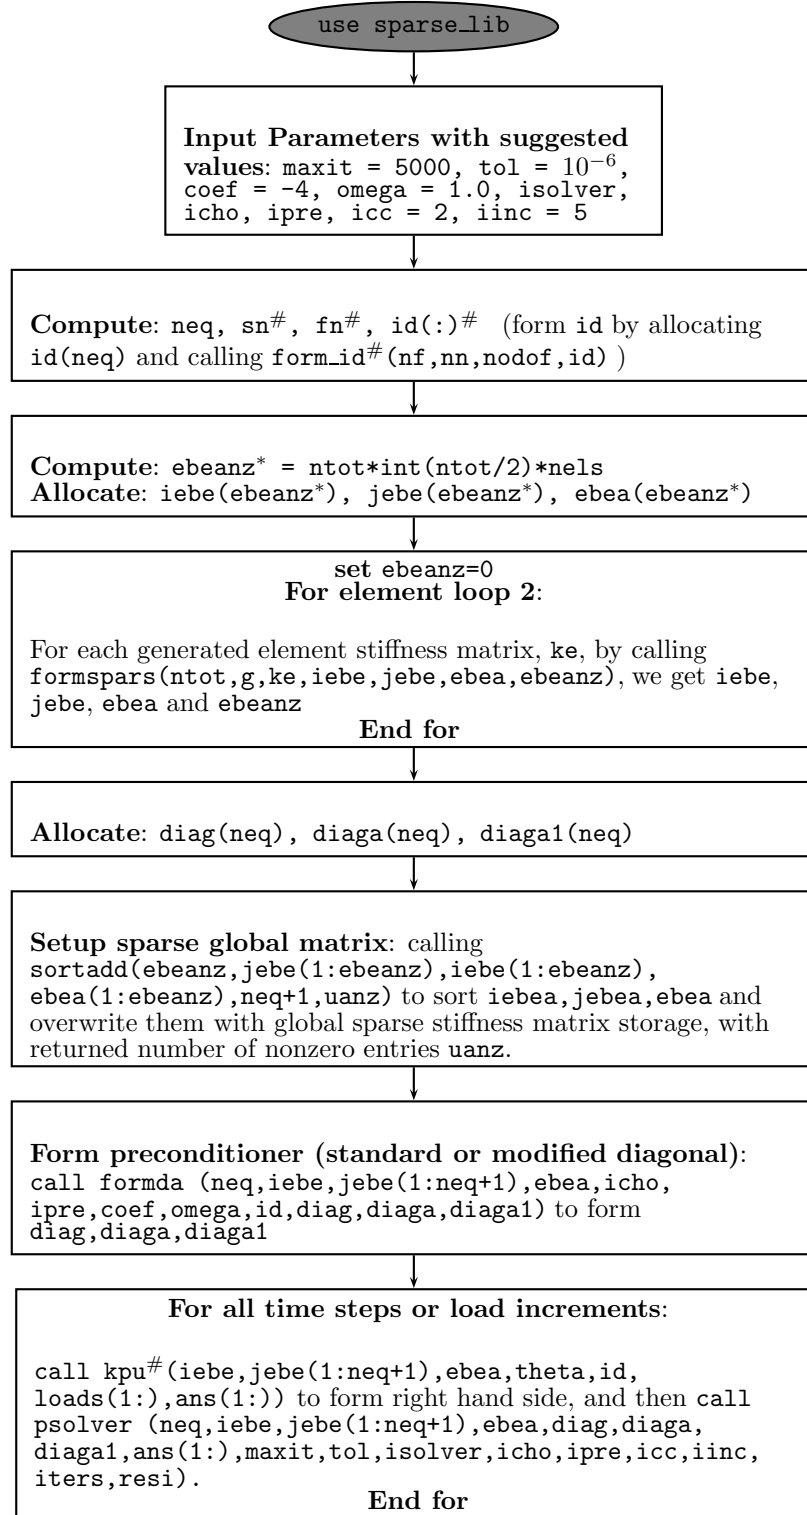 use sparse_lib
Input Parameters with suggested
values: maxit = 5000, tol = 10⁻⁶,
coef = -4, omega = 1.0, isolver,
icho, ipre, icc = 2, iinc = 5
Compute: neq, sn#, fn#, id(:)# (form id by allocating
id(neq) and calling form_id#(nf,nn,nodof,id) )
Compute: ebeanz* = ntot*int(ntot/2)*nels
Allocate: iebe(ebeanz*), jebe(ebeanz*), ebea(ebeanz*)
set ebeanz=0
For element loop 2:
For each generated element stiffness matrix, ke, by calling
formspars(ntot,g,ke,iebe,jebe,ebea,ebeanz), we get iebe,
jebe, ebea and ebeanz
End for
Allocate: diag(neq), diaga(neq), diaga1(neq)
Setup sparse global matrix: calling
sortadd(ebeanz,jebe(1:ebeanz),iebe(1:ebeanz),
ebea(1:ebeanz),neq+1,uanz) to sort iebea,jebea,ebea and
overwrite them with global sparse stiffness matrix storage, with
returned number of nonzero entries uanz.
Form preconditioner (standard or modified diagonal):
call formda (neq,iebe,jebe(1:neq+1),ebea,icho,
ipre,coef,omega,id,diag,diaga,diaga1) to form
diag,diaga,diaga1
For all time steps or load increments:
call kpu#(iebe,jebe(1:neq+1),ebea,theta,id,
loads(1:),ans(1:)) to form right hand side, and then call
psolver (neq,iebe,jebe(1:neq+1),ebea,diag,diaga,
diaga1,ans(1:),maxit,tol,isolver,icho,ipre,icc,iinc,
iters,resi).
End for